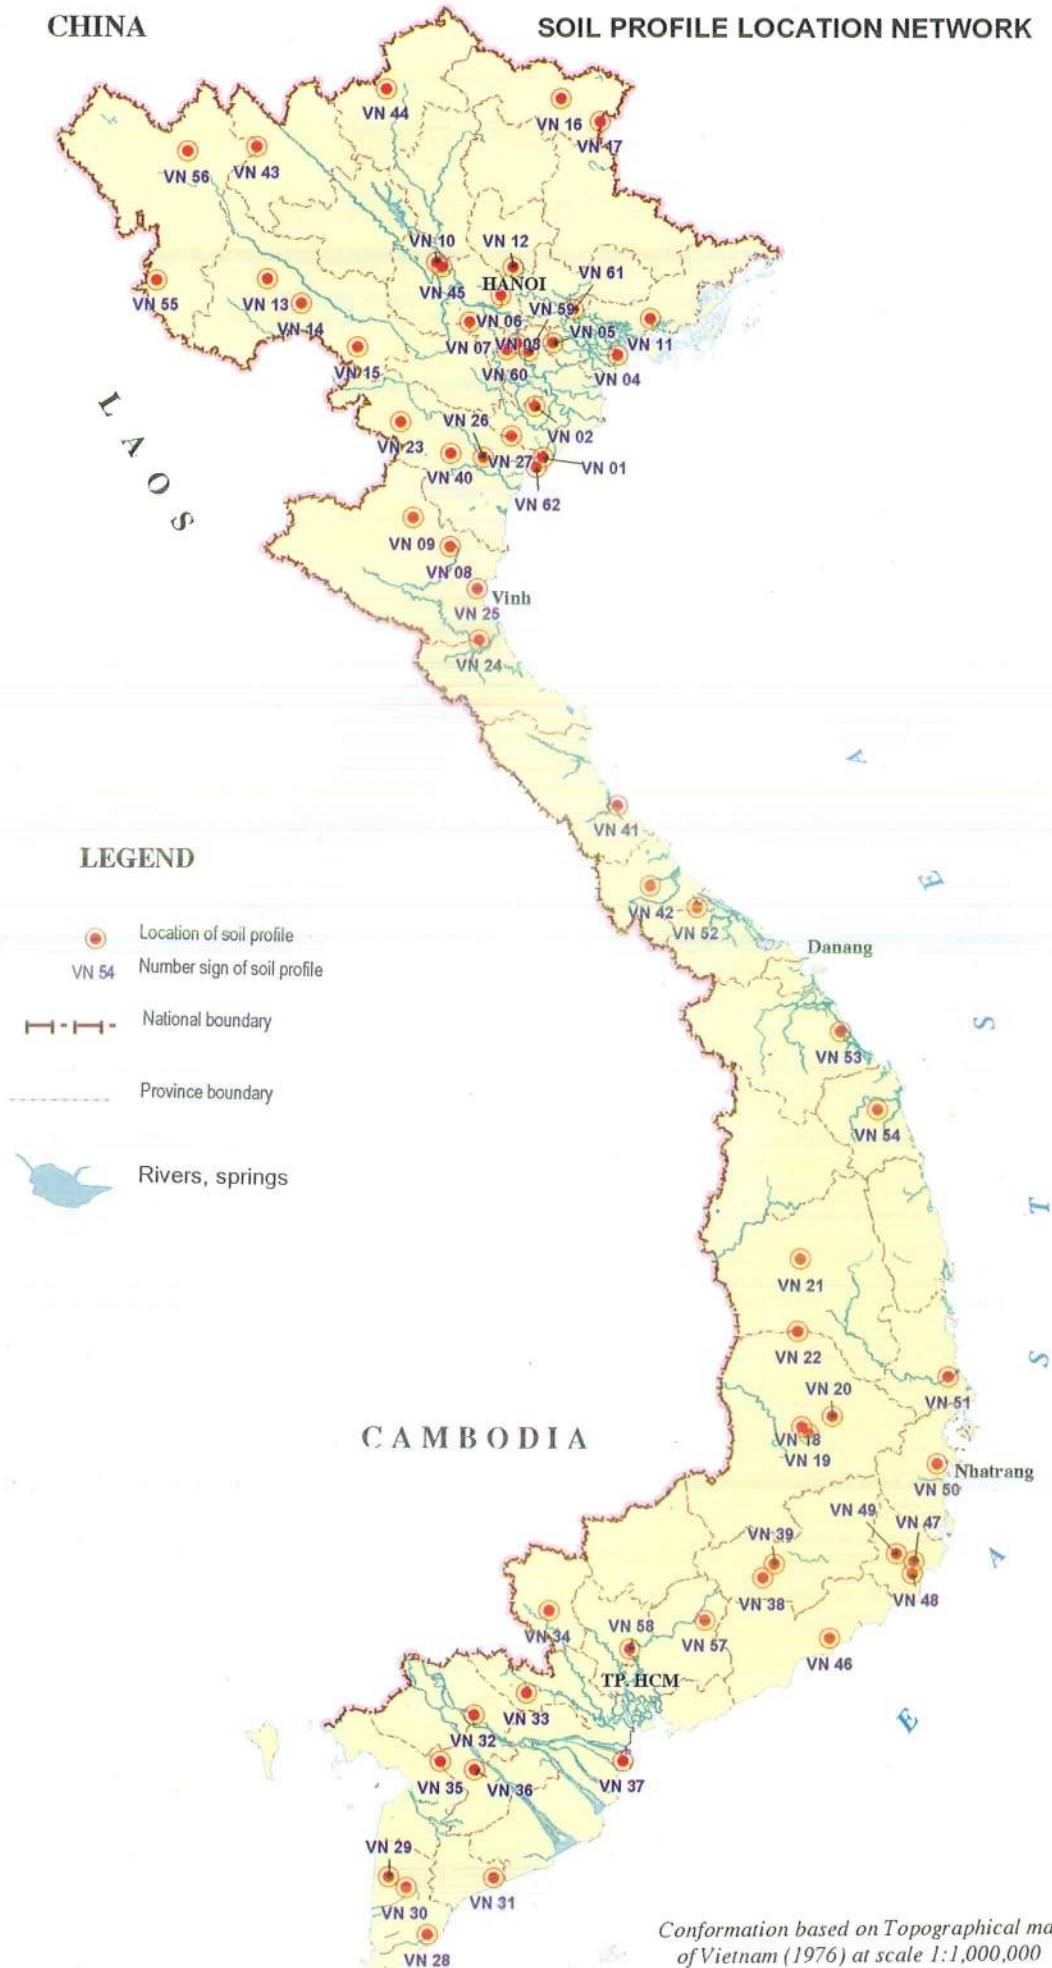 CHINA
SOIL PROFILE LOCATION NETWORK
VN 44
VN 16
VN 17
VN 56
VN 43
VN 10
VN 12
VN 61
HANOI
VN 45
VN 55
VN 13
VN 59
VN 14
VN 06
VN 05
VN 11
VN 07
VN 03
VN 15
VN 60
VN 04
LAOS
VN 26
VN 02
VN 23
VN 27
VN 01
VN 40
VN 62
VN 09
VN 08
Vinh
VN 25
VN 24
VN 41
LEGEND
VN 42
VN 52
Location of soil profile
Danang
VN 54
Number sign of soil profile
National boundary
VN 53
Province boundary
VN 54
Rivers, springs
VN 21
VN 22
VN 20
VN 51
CAMBODIA
VN 18
VN 19
Nhatrang
VN 50
VN 49
VN 47
VN 39
VN 38
VN 48
VN 34
VN 58
VN 57
VN 46
TP. HCM
VN 33
VN 32
VN 35
VN 36
VN 37
VN 29
VN 31
VN 30
VN 28
EAST SEA
Conformation based on Topographical ma
of Vietnam (1976) at scale 1:1,000,000